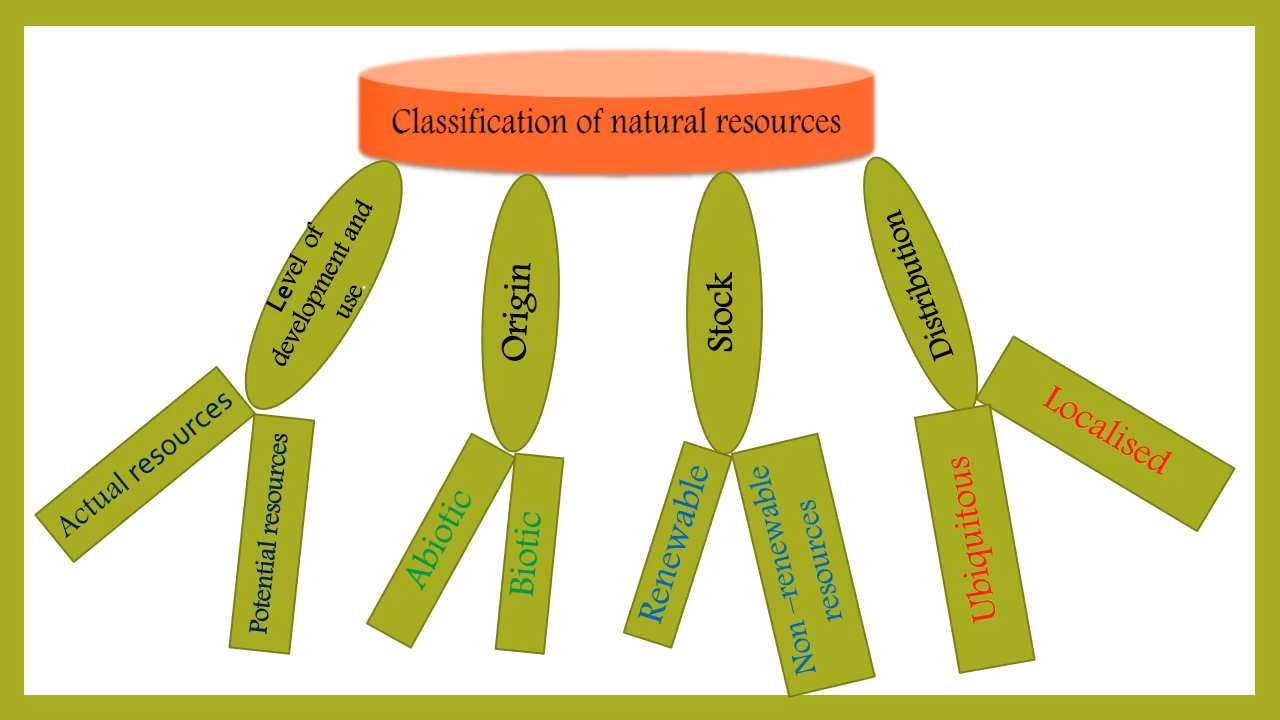 Classification of natural resources
Level of
development and
use.
Actual resources
Potential resources
Origin
Abiotic
Biotic
Stock
Renewable
Non –renewable
resources
Distribution
Ubiquitous
Localised